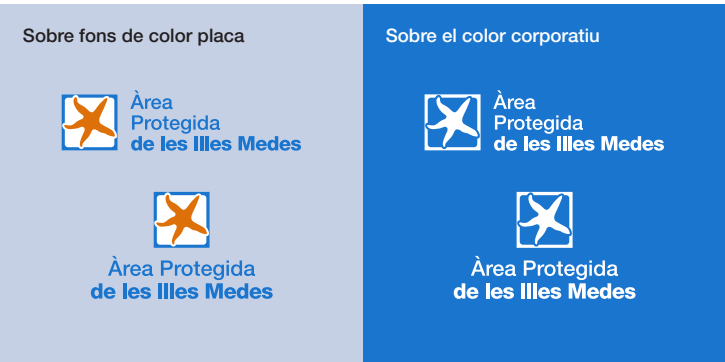 Sobre fons de color placa
Àrea
Protegida
de les Illes Medes
Àrea Protegida
de les Illes Medes
Sobre el color corporatiu
Àrea
Protegida
de les Illes Medes
Àrea Protegida
de les Illes Medes